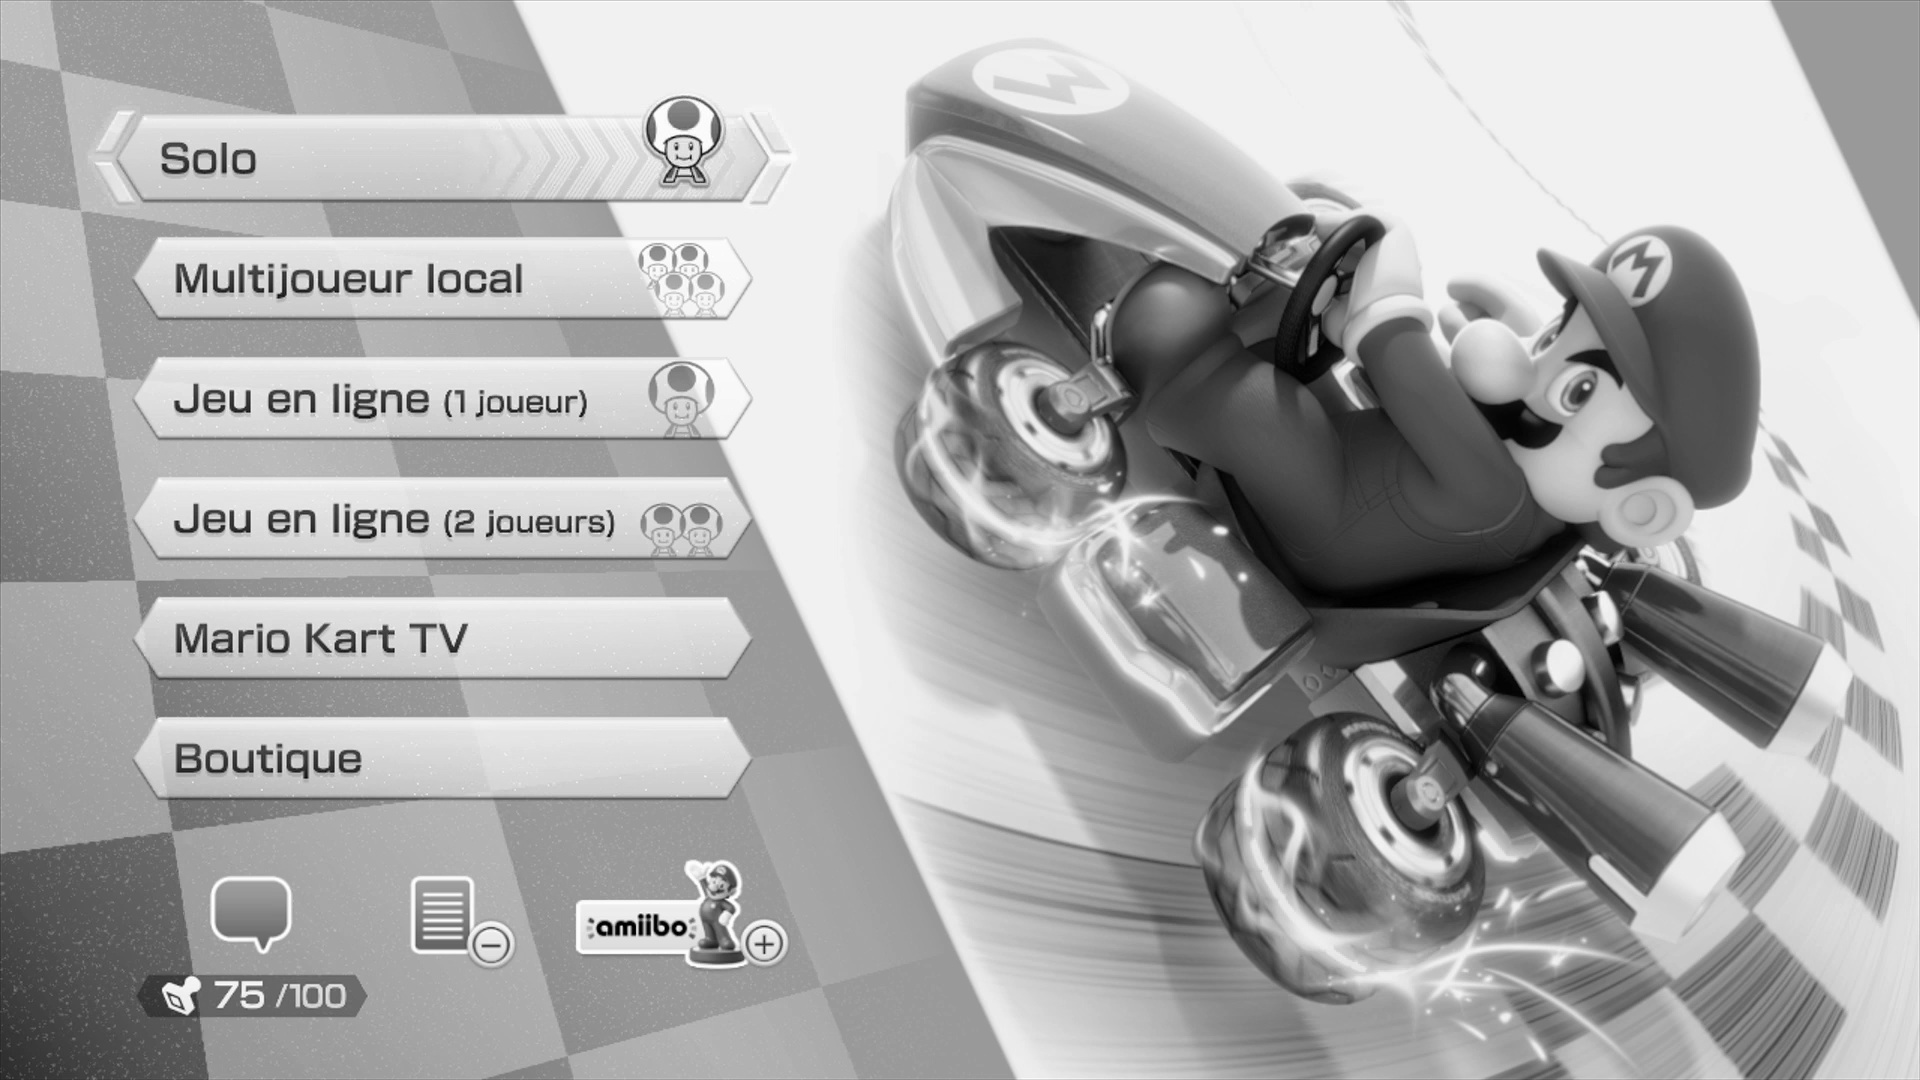 Solo
Multijoueur local
Jeu en ligne (1 joueur)
Jeu en ligne (2 joueurs)
Mario Kart TV
Boutique
amiibo
75 /100
M
M